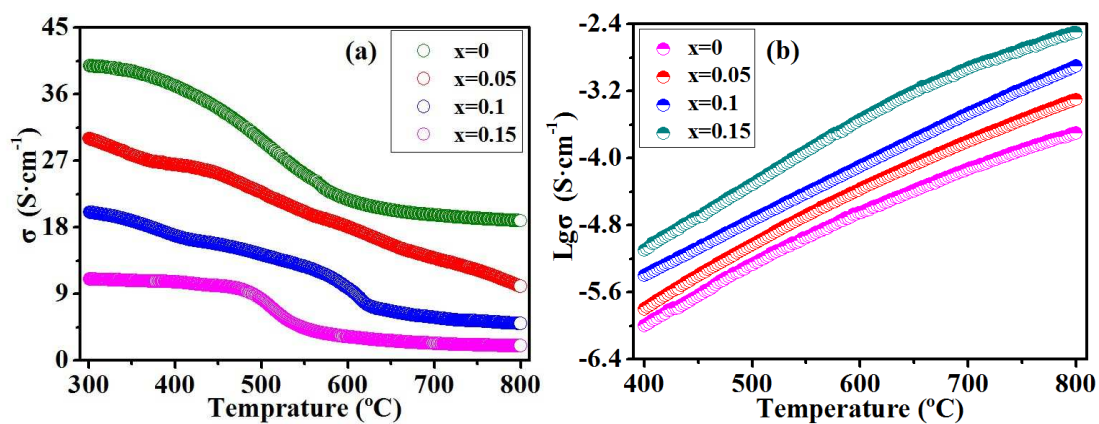 45
36
27
18
9
0
σ (S·cm⁻¹)
(a)
x=0
x=0.05
x=0.1
x=0.15
300 400 500 600 700 800
Temprature (ºC)
-2.4
-3.2
-4.0
-4.8
-5.6
-6.4
Lgσ (S·cm⁻¹)
x=0
x=0.05
x=0.1
x=0.15
(b)
400 500 600 700 800
Temperature (ºC)